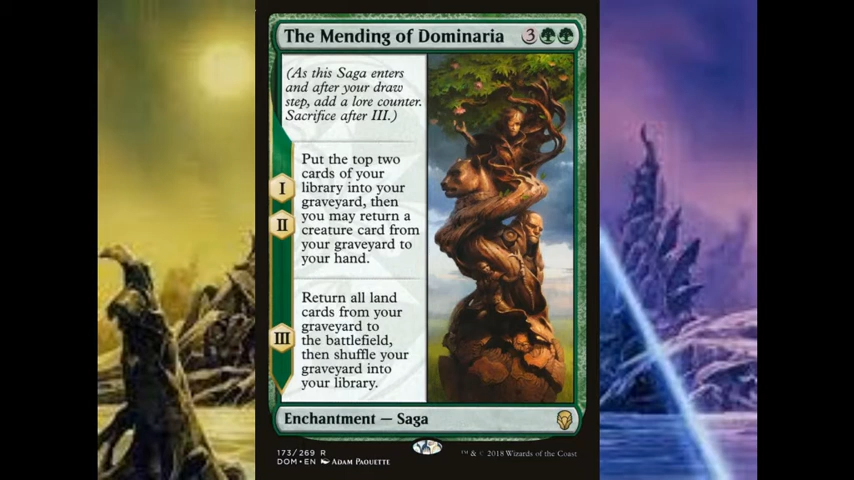 The Mending of Dominaria 3
(As this Saga enters
and after your draw
step, add a lore counter.
Sacrifice after III.)
I
II
Put the top two
cards of your
library into your
graveyard, then
you may return a
creature card from
your graveyard to
your hand.
III
Return all land
cards from your
graveyard to
the battlefield,
then shuffle your
graveyard into
your library.
Enchantment — Saga
173/269 R
DOM • EN Adam Paquette
™ & © 2018 Wizards of the Coast